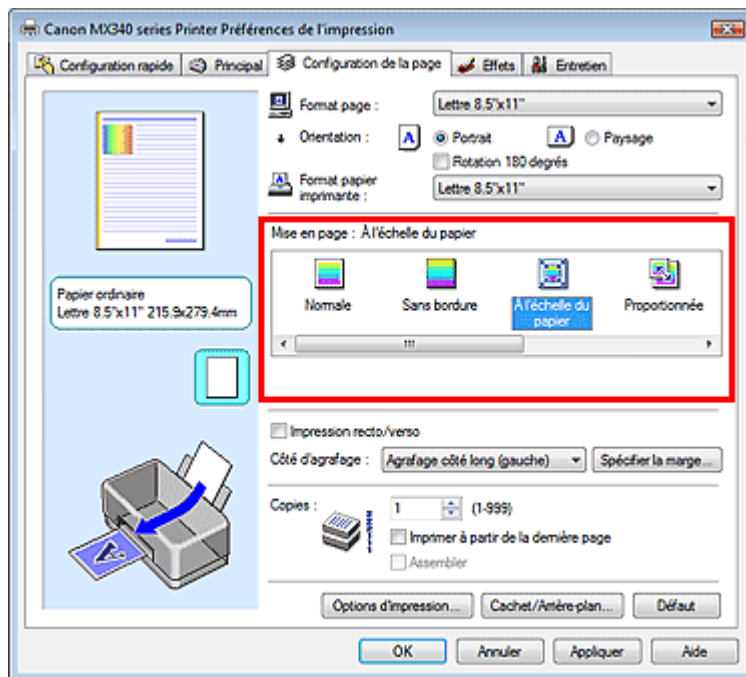 Canon MX340 series Printer Préférences de l'impression
Configuration rapide Principal Configuration de la page Effets Entretien
Format page : Lettre 8.5"x11"
Orientation : A Portrait A Paysage
Rotation 180 degrés
Format papier
imprimante : Lettre 8.5"x11"
Mise en page : À l'échelle du papier
Normale Sans bordure À l'échelle du
papier Proportionnée
Papier ordinaire
Lettre 8.5"x11" 215.9x279.4mm
Impression recto/verso
Côté d'agrafage : Agrafage côté long (gauche) Spécifier la marge...
Copies : 1 (1-999)
Imprimer à partir de la dernière page
Assembler
Options d'impression... Cachet/Arrière-plan... Défaut
OK Annuler Appliquer Aide